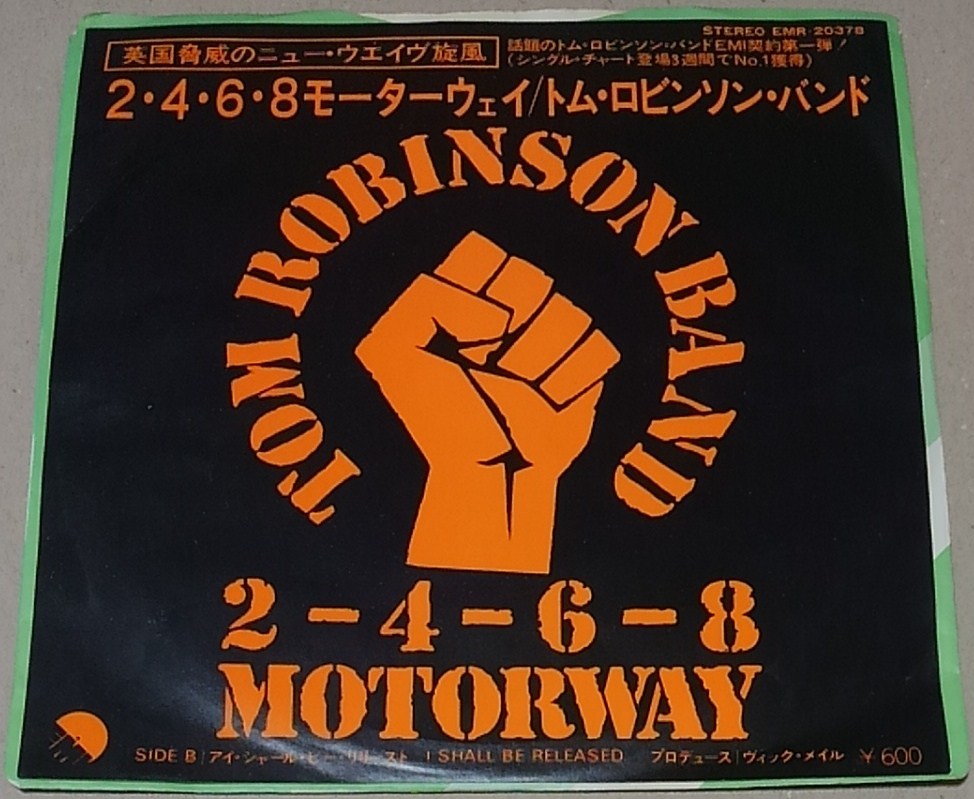 STEREO EMR-20378
英国脅威のニュー・ウエイヴ旋風
話題のトム・ロビンソン・バンドEMI契約第一弾!
(シングル・チャート登場3週間でNo.1獲得)
2・4・6・8モーターウェイ/トム・ロビンソン・バンド
TOM ROBINSON BAND
2-4-6-8
MOTORWAY
SIDE B アイ・シャール・ビー・リリースト I SHALL BE RELEASED プロデュース ヴィック・メイル ¥600